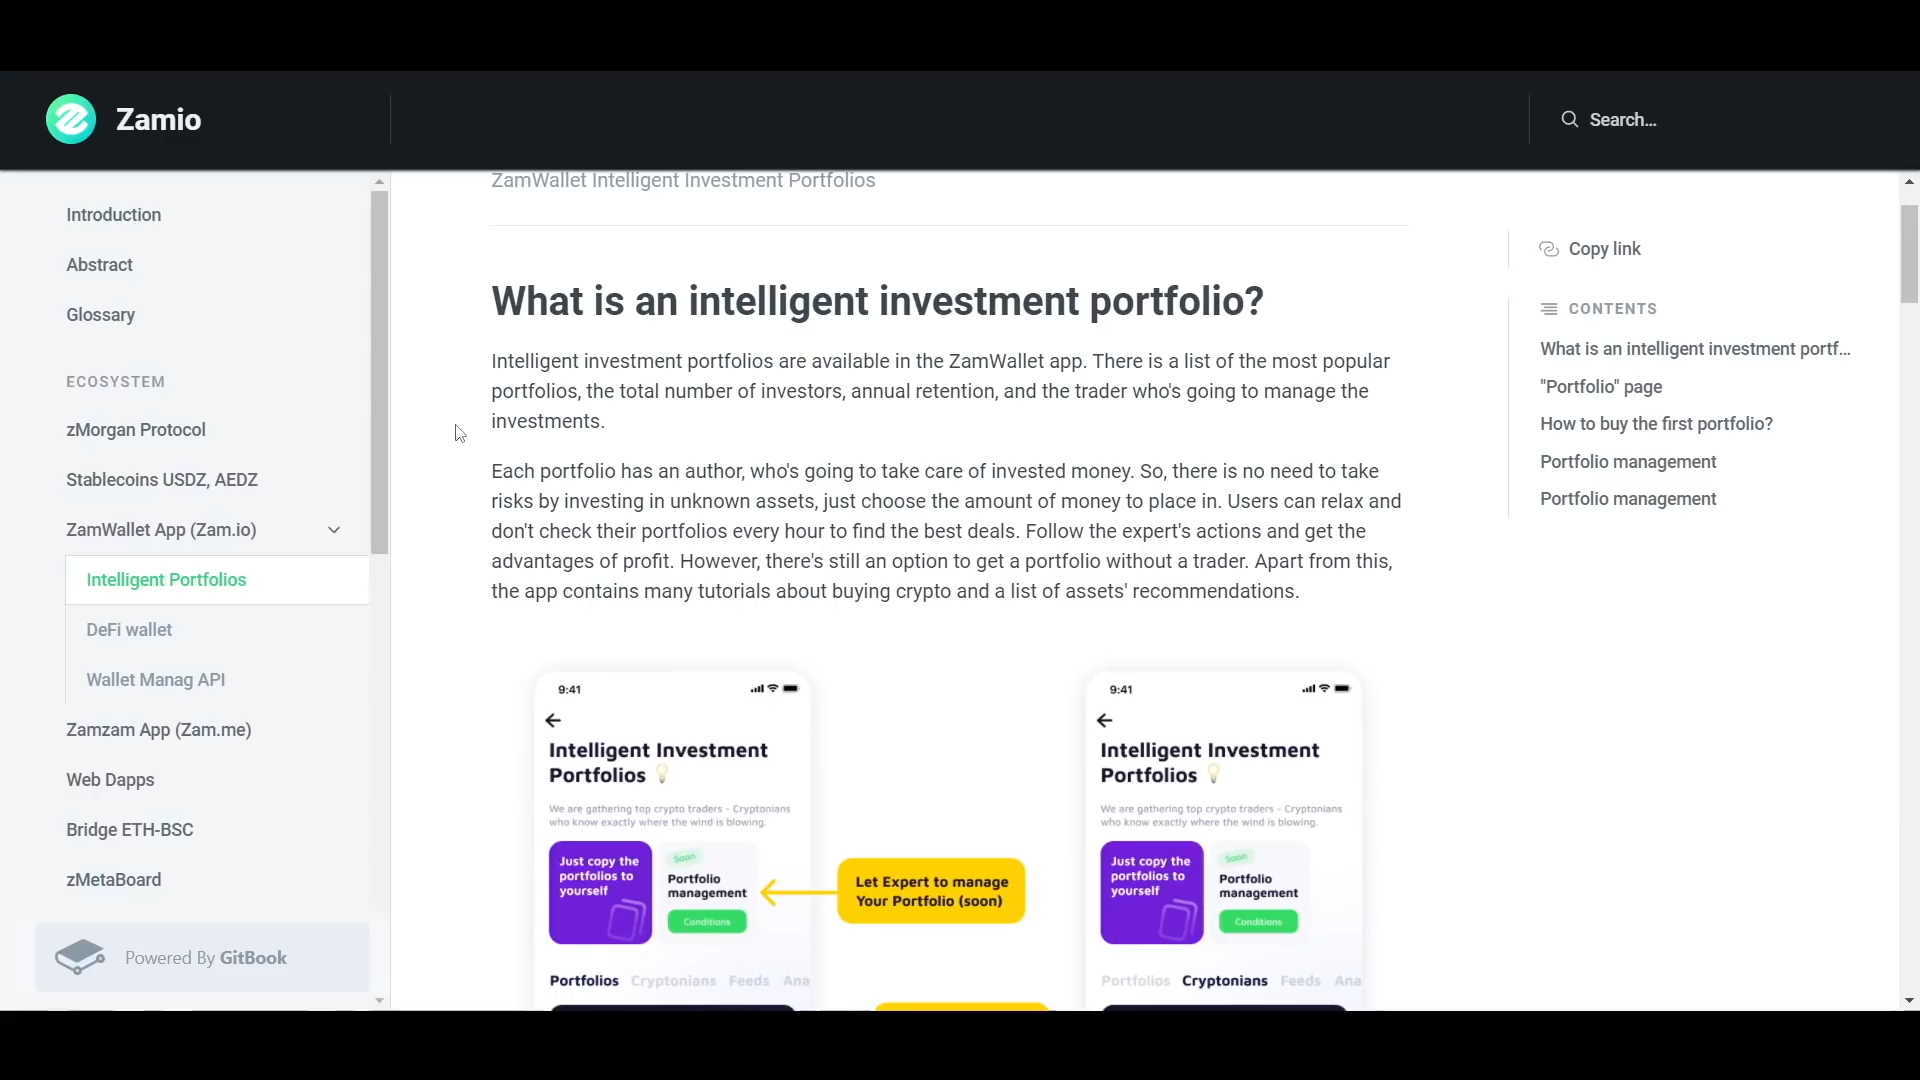 Zamio
Search...
Introduction
Abstract
Glossary
ECOSYSTEM
zMorgan Protocol
Stablecoins USDZ, AEDZ
ZamWallet App (Zam.io)
Intelligent Portfolios
DeFi wallet
Wallet Manag API
Zamzam App (Zam.me)
Web Dapps
Bridge ETH-BSC
zMetaBoard
Powered By GitBook
ZamWallet Intelligent Investment Portfolios
What is an intelligent investment portfolio?
Intelligent investment portfolios are available in the ZamWallet app. There is a list of the most popular
portfolios, the total number of investors, annual retention, and the trader who's going to manage the
investments.
Each portfolio has an author, who's going to take care of invested money. So, there is no need to take
risks by investing in unknown assets, just choose the amount of money to place in. Users can relax and
don't check their portfolios every hour to find the best deals. Follow the expert's actions and get the
advantages of profit. However, there's still an option to get a portfolio without a trader. Apart from this,
the app contains many tutorials about buying crypto and a list of assets' recommendations.
9:41
Intelligent Investment
Portfolios
We are gathering top crypto traders - Cryptonians
who know exactly where the wind is blowing.
Just copy the
portfolios to
yourself
Soon
Portfolio
management
Conditions
Portfolios Cryptonians Feeds Ana
Let Expert to manage
Your Portfolio (soon)
9:41
Intelligent Investment
Portfolios
We are gathering top crypto traders - Cryptonians
who know exactly where the wind is blowing.
Just copy the
portfolios to
yourself
Soon
Portfolio
management
Conditions
Portfolios Cryptonians Feeds Ana
Copy link
CONTENTS
What is an intelligent investment portf...
"Portfolio" page
How to buy the first portfolio?
Portfolio management
Portfolio management